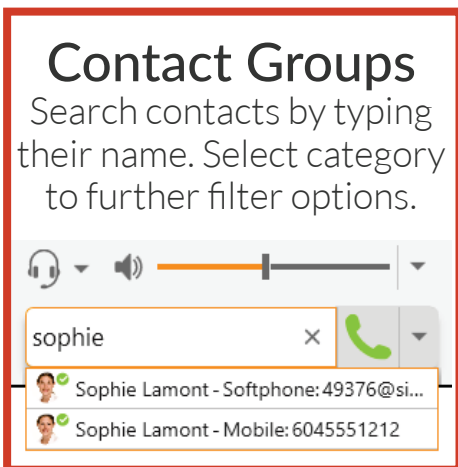 Contact Groups
Search contacts by typing
their name. Select category
to further filter options.
sophie
Sophie Lamont - Softphone: 49376@si...
Sophie Lamont - Mobile: 6045551212